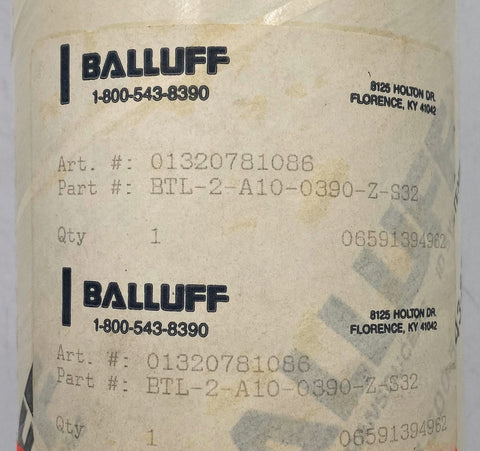 BALLUFF
1-800-543-8390
8125 HOLTON DR.
FLORENCE, KY 41042
Art. #: 01320781086
Part #: BTL-2-A10-0390-Z-S32
Qty 1 06591394962
BALLUFF
1-800-543-8390
8125 HOLTON DR.
FLORENCE, KY 41042
Art. #: 01320781086
Part #: BTL-2-A10-0390-Z-S32
Qty 1 06591394962